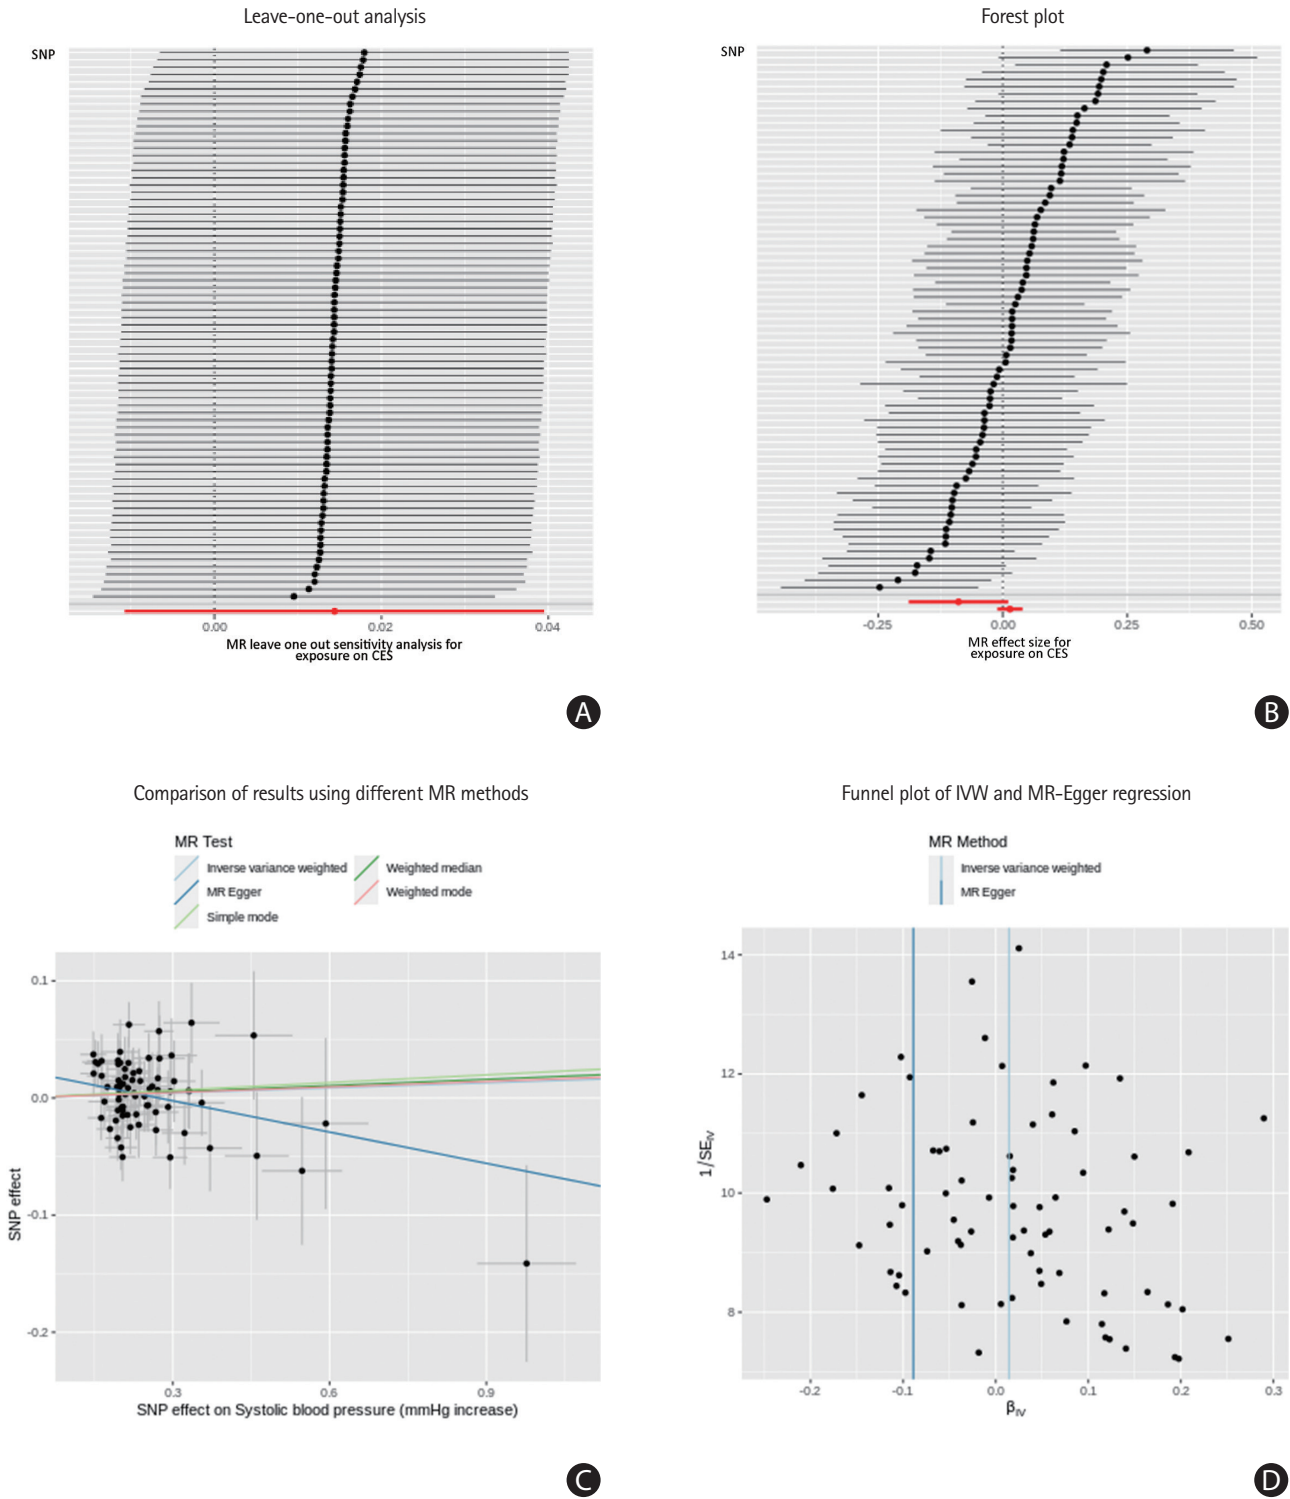 Leave-one-out analysis
SNP
0.00 0.02 0.04
MR leave one out sensitivity analysis for
exposure on CES
A
Forest plot
SNP
-0.25 0.00 0.25 0.50
MR effect size for
exposure on CES
B
Comparison of results using different MR methods
MR Test
Inverse variance weighted Weighted median
MR Egger Weighted mode
Simple mode
SNP effect
0.1
0.0
-0.1
-0.2
0.3 0.6 0.9
SNP effect on Systolic blood pressure (mmHg increase)
C
Funnel plot of IVW and MR-Egger regression
MR Method
Inverse variance weighted
MR Egger
1/SE_IV
14
12
10
8
-0.2 -0.1 0.0 0.1 0.2 0.3
β_IV
D